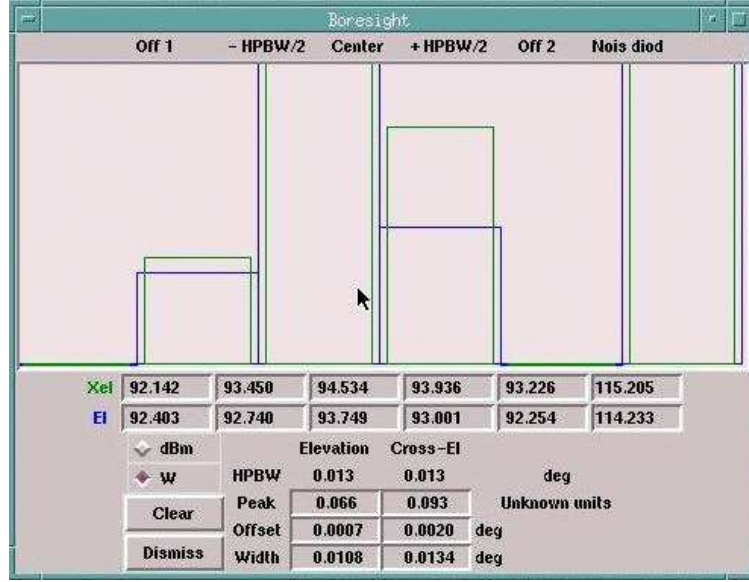 Boresight
Off 1 - HPBW/2 Center + HPBW/2 Off 2 Nois diod
Xel 92.142 93.450 94.534 93.936 93.226 115.205
El 92.403 92.740 93.749 93.001 92.254 114.233
dBm Elevation Cross-El
W HPBW 0.013 0.013 deg
Clear Peak 0.066 0.093 Unknown units
Offset 0.0007 0.0020 deg
Dismiss Width 0.0108 0.0134 deg